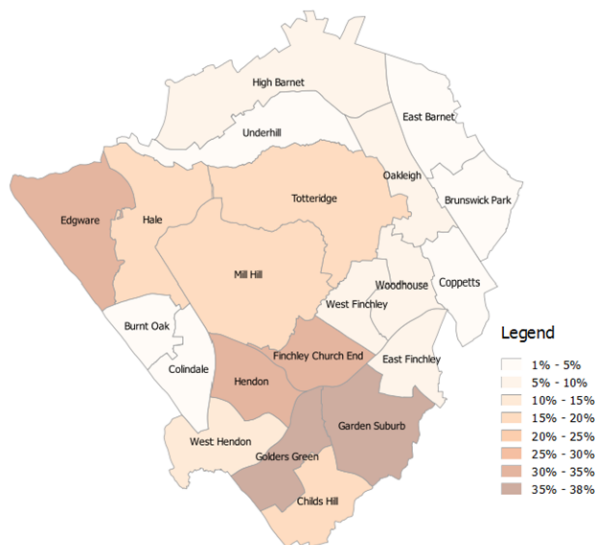 High Barnet
East Barnet
Underhill
Oakleigh
Totteridge
Brunswick Park
Edgware
Hale
Mill Hill
Coppetts
Woodhouse
West Finchley
Burnt Oak
Finchley Church End
East Finchley
Colindale
Hendon
Garden Suburb
West Hendon
Golders Green
Childs Hill
Legend
1% - 5%
5% - 10%
10% - 15%
15% - 20%
20% - 25%
25% - 30%
30% - 35%
35% - 38%